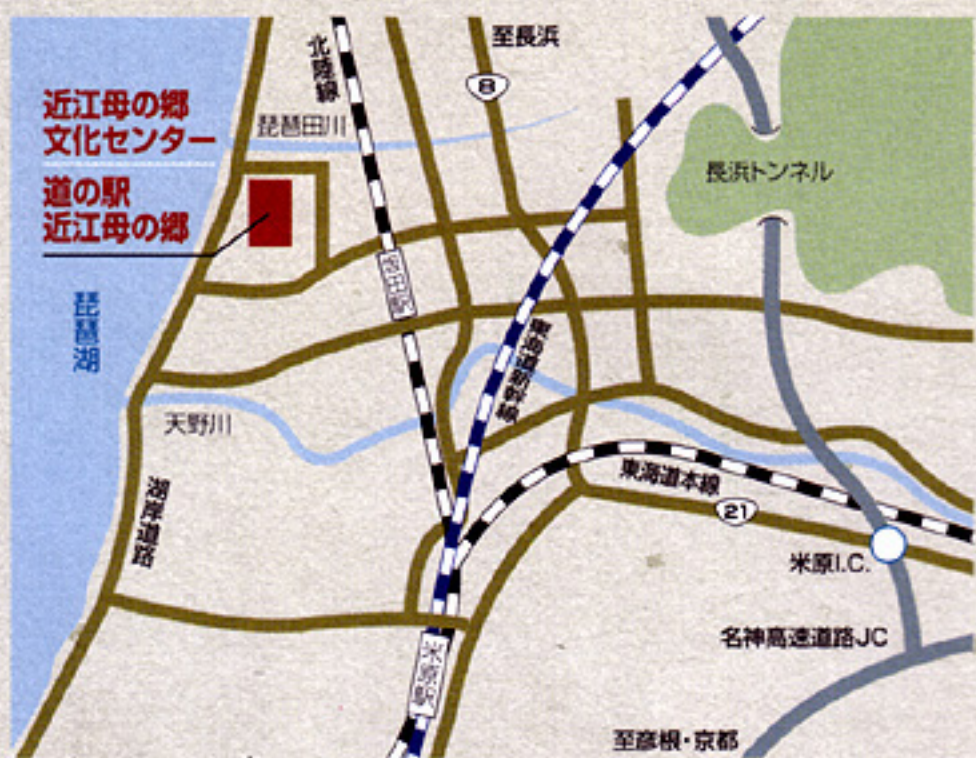 至長浜
北陸線
8
近江母の郷
文化センター
琵琶田川
道の駅
近江母の郷
長浜トンネル
琵琶湖
東海道新幹線
天野川
東海道本線
湖岸道路
21
米原I.C.
名神高速道路JC
米原駅
至彦根・京都